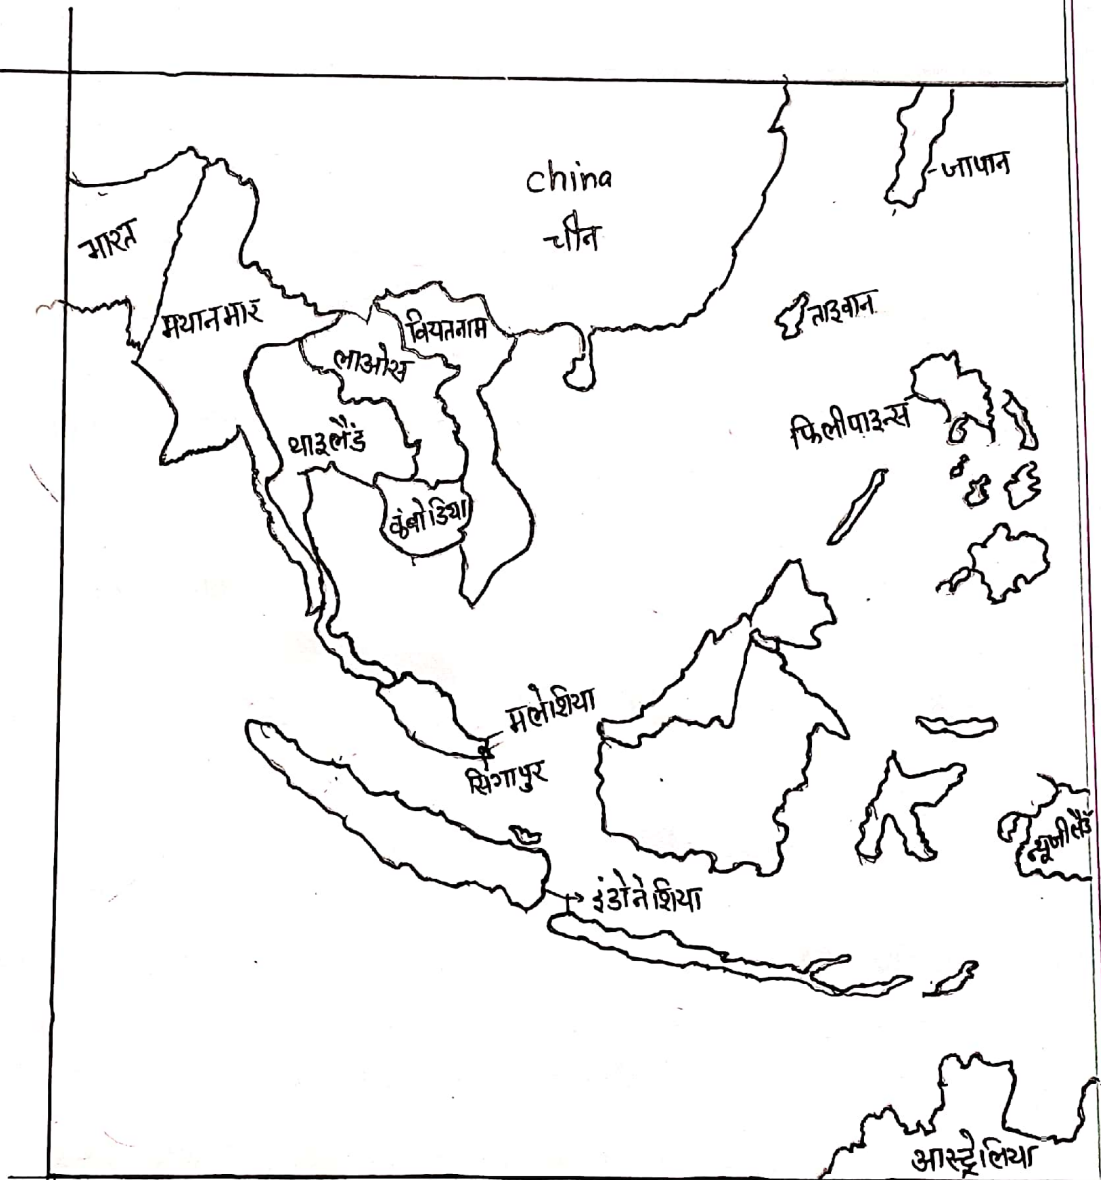 china
चीन
जापान
भारत
मयानमार
वियतनाम
ताइवान
लाओस
फिलीपाइन्स
थाइलैंड
कंबोडिया
मलेशिया
सिंगापुर
न्यूजीलैंड
इंडोनेशिया
आस्ट्रेलिया